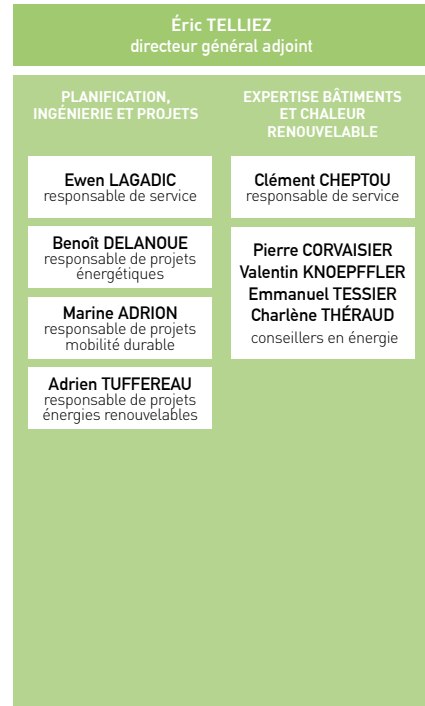 Éric TELLIEZ
directeur général adjoint
PLANIFICATION,
INGÉNIERIE ET PROJETS
Ewen LAGADIC
responsable de service
Benoît DELANOUE
responsable de projets
énergétiques
Marine ADRION
responsable de projets
mobilité durable
Adrien TUFFEREAU
responsable de projets
énergies renouvelables
EXPERTISE BÂTIMENTS
ET CHALEUR
RENOUVELABLE
Clément CHEPTOU
responsable de service
Pierre CORVAISIER
Valentin KNOEPFFLER
Emmanuel TESSIER
Charlène THÉRAUD
conseillers en énergie